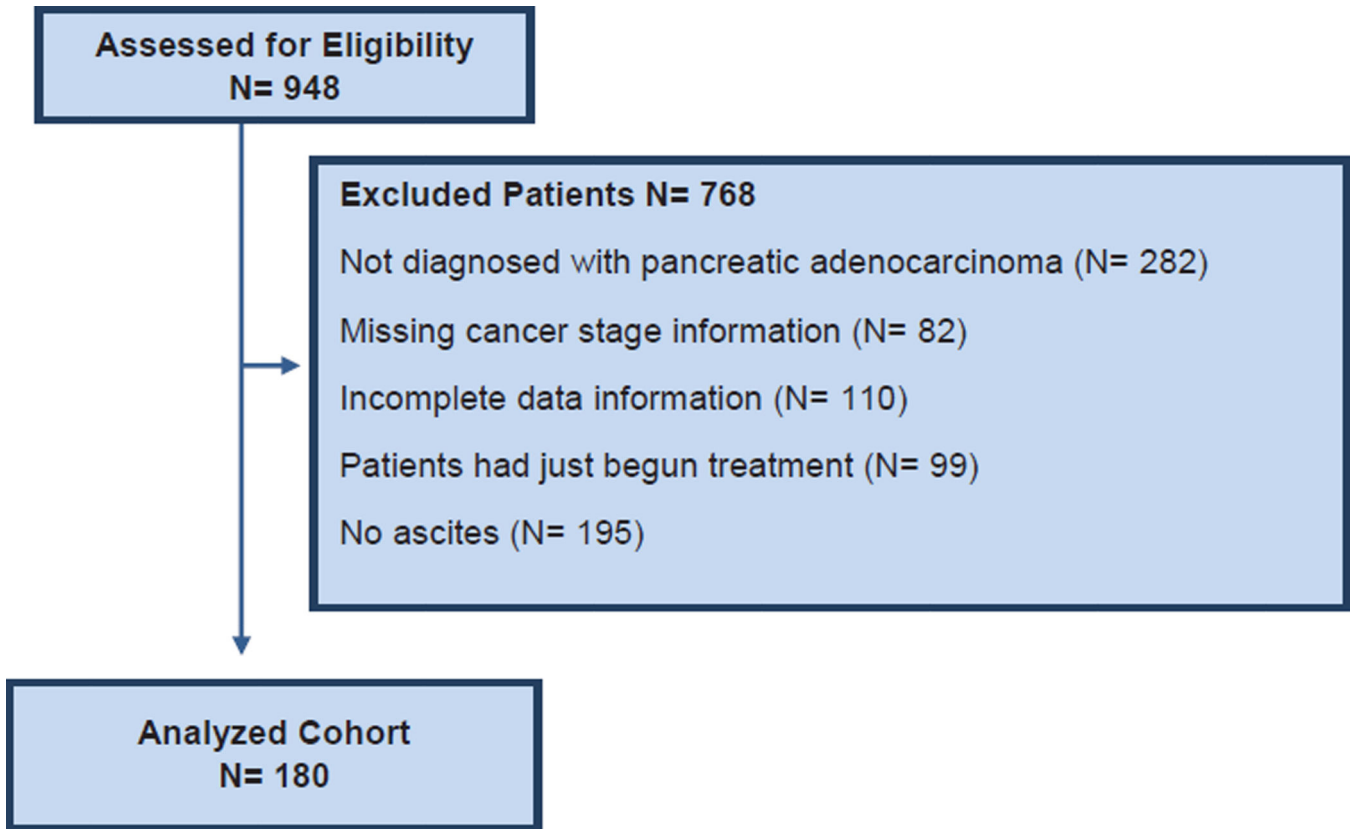 Assessed for Eligibility
N= 948
Excluded Patients N= 768
Not diagnosed with pancreatic adenocarcinoma (N= 282)
Missing cancer stage information (N= 82)
Incomplete data information (N= 110)
Patients had just begun treatment (N= 99)
No ascites (N= 195)
Analyzed Cohort
N= 180